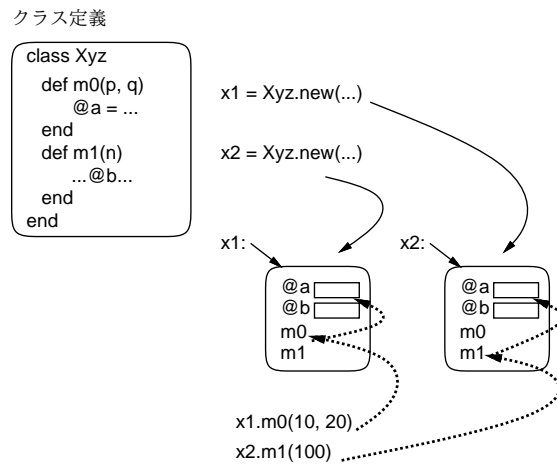 クラス定義
class Xyz
def m0(p, q)
@a = ...
end
def m1(n)
...@b...
end
end
x1 = Xyz.new(...)
x2 = Xyz.new(...)
x1:
@a
@b
m0
m1
x2:
@a
@b
m0
m1
x1.m0(10, 20)
x2.m1(100)